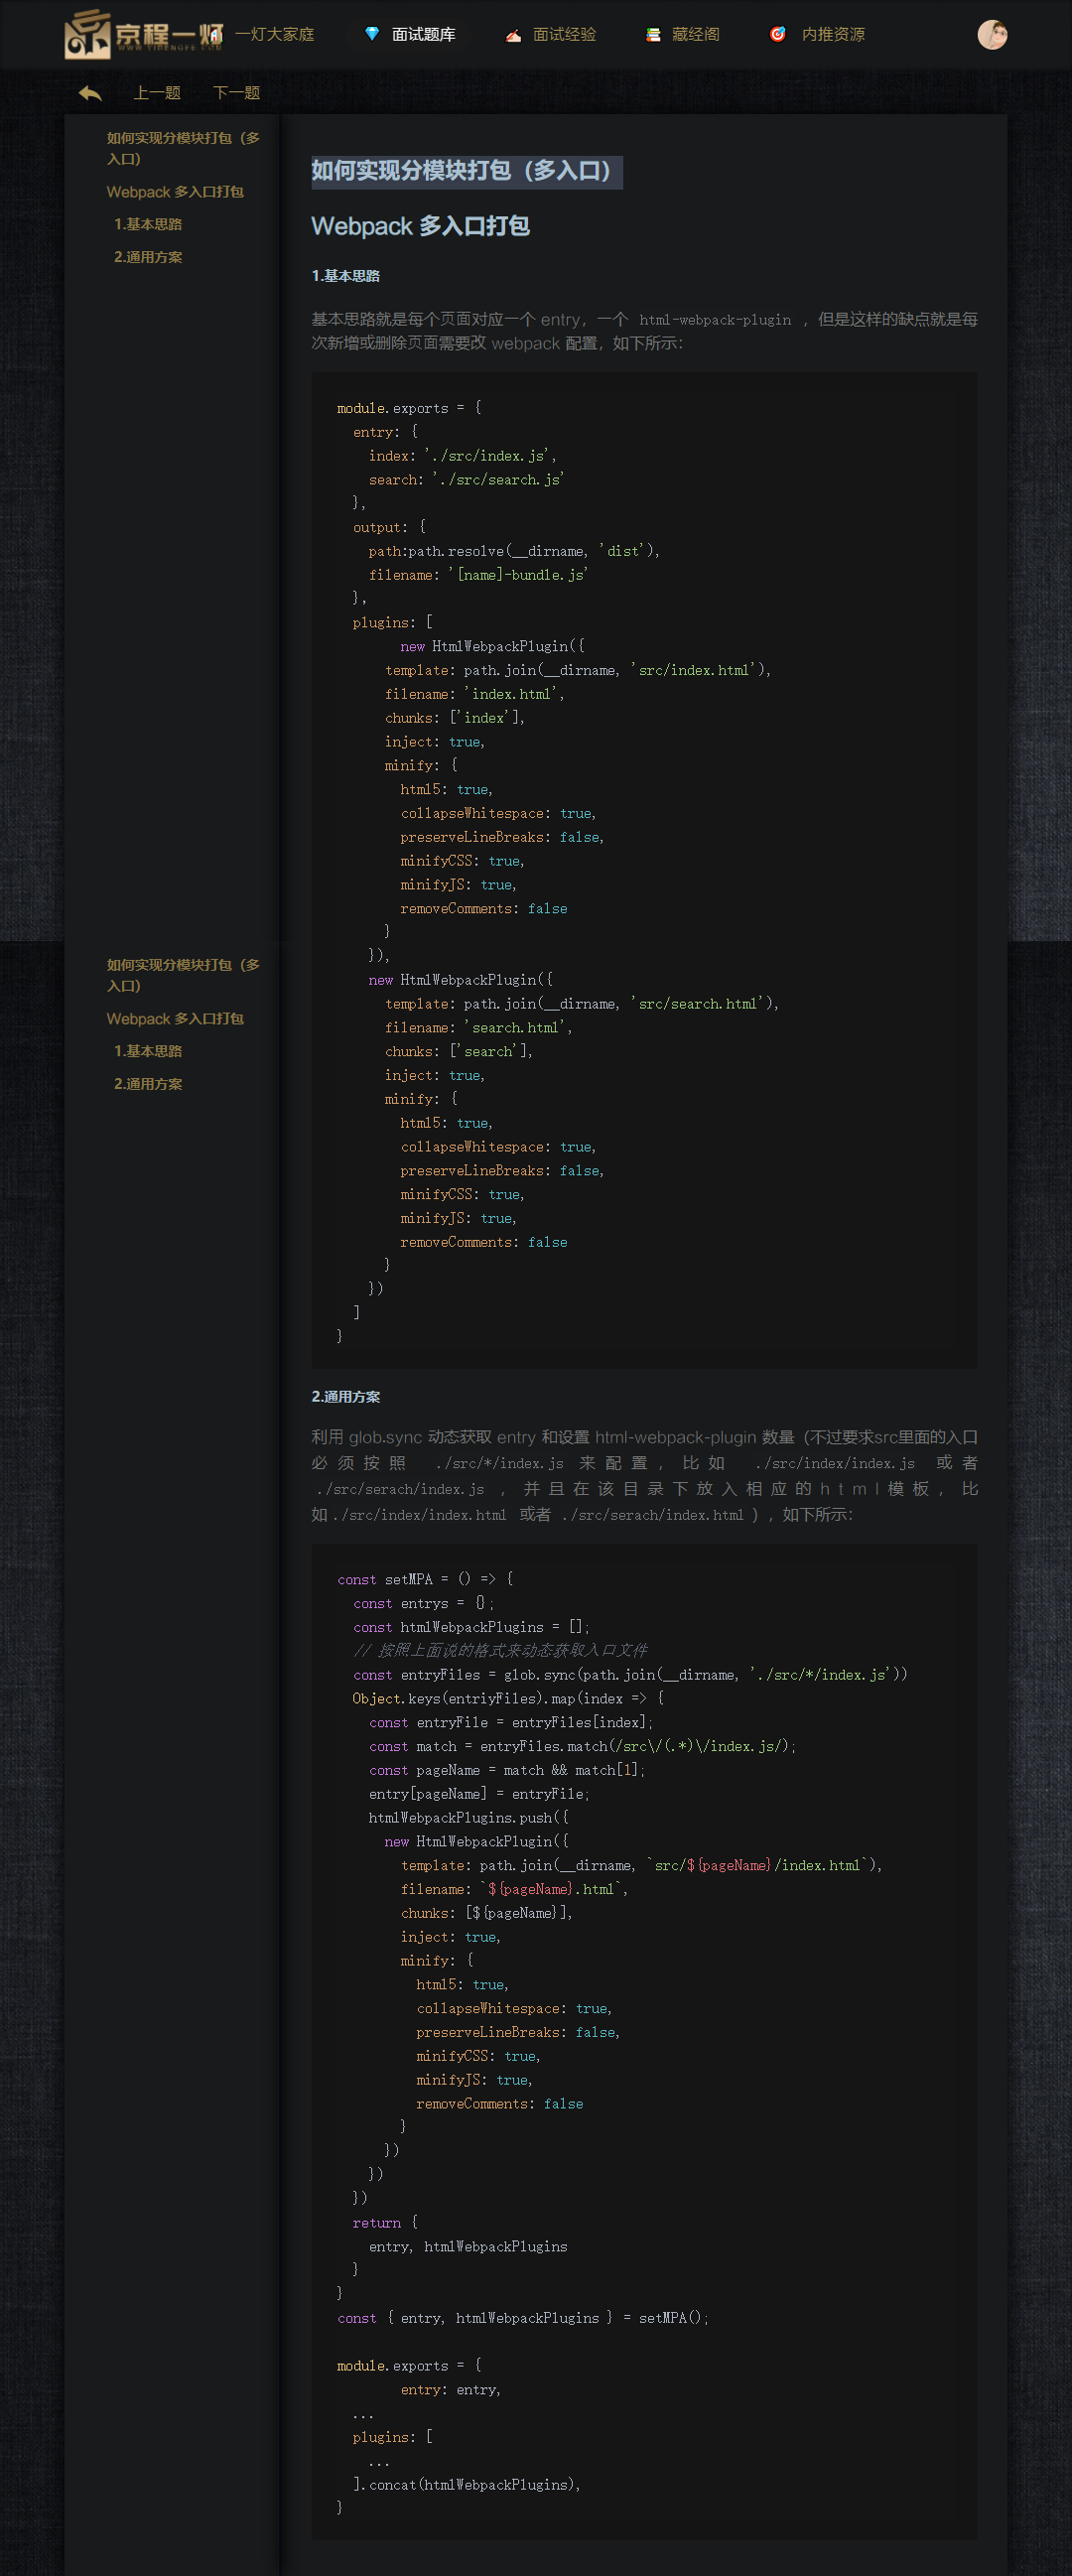 京程一灯
WWW.YIDENGFE.COM
一灯大家庭
面试题库
面试经验
藏经阁
内推资源
上一题
下一题
如何实现分模块打包（多
入口）
Webpack 多入口打包
1.基本思路
2.通用方案
如何实现分模块打包（多入口）
Webpack 多入口打包
1.基本思路
基本思路就是每个页面对应一个 entry，一个 html-webpack-plugin ，但是这样的缺点就是每
次新增或删除页面需要改 webpack 配置，如下所示：
module.exports = {
  entry: {
    index: './src/index.js',
    search: './src/search.js'
  },
  output: {
    path:path.resolve(__dirname, 'dist'),
    filename: '[name]-bundle.js'
  },
  plugins: [
        new HtmlWebpackPlugin({
      template: path.join(__dirname, 'src/index.html'),
      filename: 'index.html',
      chunks: ['index'],
      inject: true,
      minify: {
        html5: true,
        collapseWhitespace: true,
        preserveLineBreaks: false,
        minifyCSS: true,
        minifyJS: true,
        removeComments: false
      }
    }),
    new HtmlWebpackPlugin({
      template: path.join(__dirname, 'src/search.html'),
      filename: 'search.html',
      chunks: ['search'],
      inject: true,
      minify: {
        html5: true,
        collapseWhitespace: true,
        preserveLineBreaks: false,
        minifyCSS: true,
        minifyJS: true,
        removeComments: false
      }
    })
  ]
}
如何实现分模块打包（多
入口）
Webpack 多入口打包
1.基本思路
2.通用方案
2.通用方案
利用 glob.sync 动态获取 entry 和设置 html-webpack-plugin 数量（不过要求src里面的入口
必须按照 ./src/*/index.js 来配置，比如 ./src/index/index.js 或者
./src/serach/index.js ，并且在该目录下放入相应的html模板，比
如 ./src/index/index.html 或者 ./src/serach/index.html ），如下所示：
const setMPA = () => {
  const entrys = {};
  const htmlWebpackPlugins = [];
  // 按照上面说的格式来动态获取入口文件
  const entryFiles = glob.sync(path.join(__dirname, './src/*/index.js'))
  Object.keys(entriyFiles).map(index => {
    const entryFile = entryFiles[index];
    const match = entryFiles.match(/src\/(.*)\/index.js/);
    const pageName = match && match[1];
    entry[pageName] = entryFile;
    htmlWebpackPlugins.push({
      new HtmlWebpackPlugin({
        template: path.join(__dirname, `src/${pageName}/index.html`),
        filename: `${pageName}.html`,
        chunks: [${pageName}],
        inject: true,
        minify: {
          html5: true,
          collapseWhitespace: true,
          preserveLineBreaks: false,
          minifyCSS: true,
          minifyJS: true,
          removeComments: false
        }
      })
    })
  })
  return {
    entry, htmlWebpackPlugins
  }
}
const { entry, htmlWebpackPlugins } = setMPA();

module.exports = {
        entry: entry,
  ...
  plugins: [
    ...
  ].concat(htmlWebpackPlugins),
}